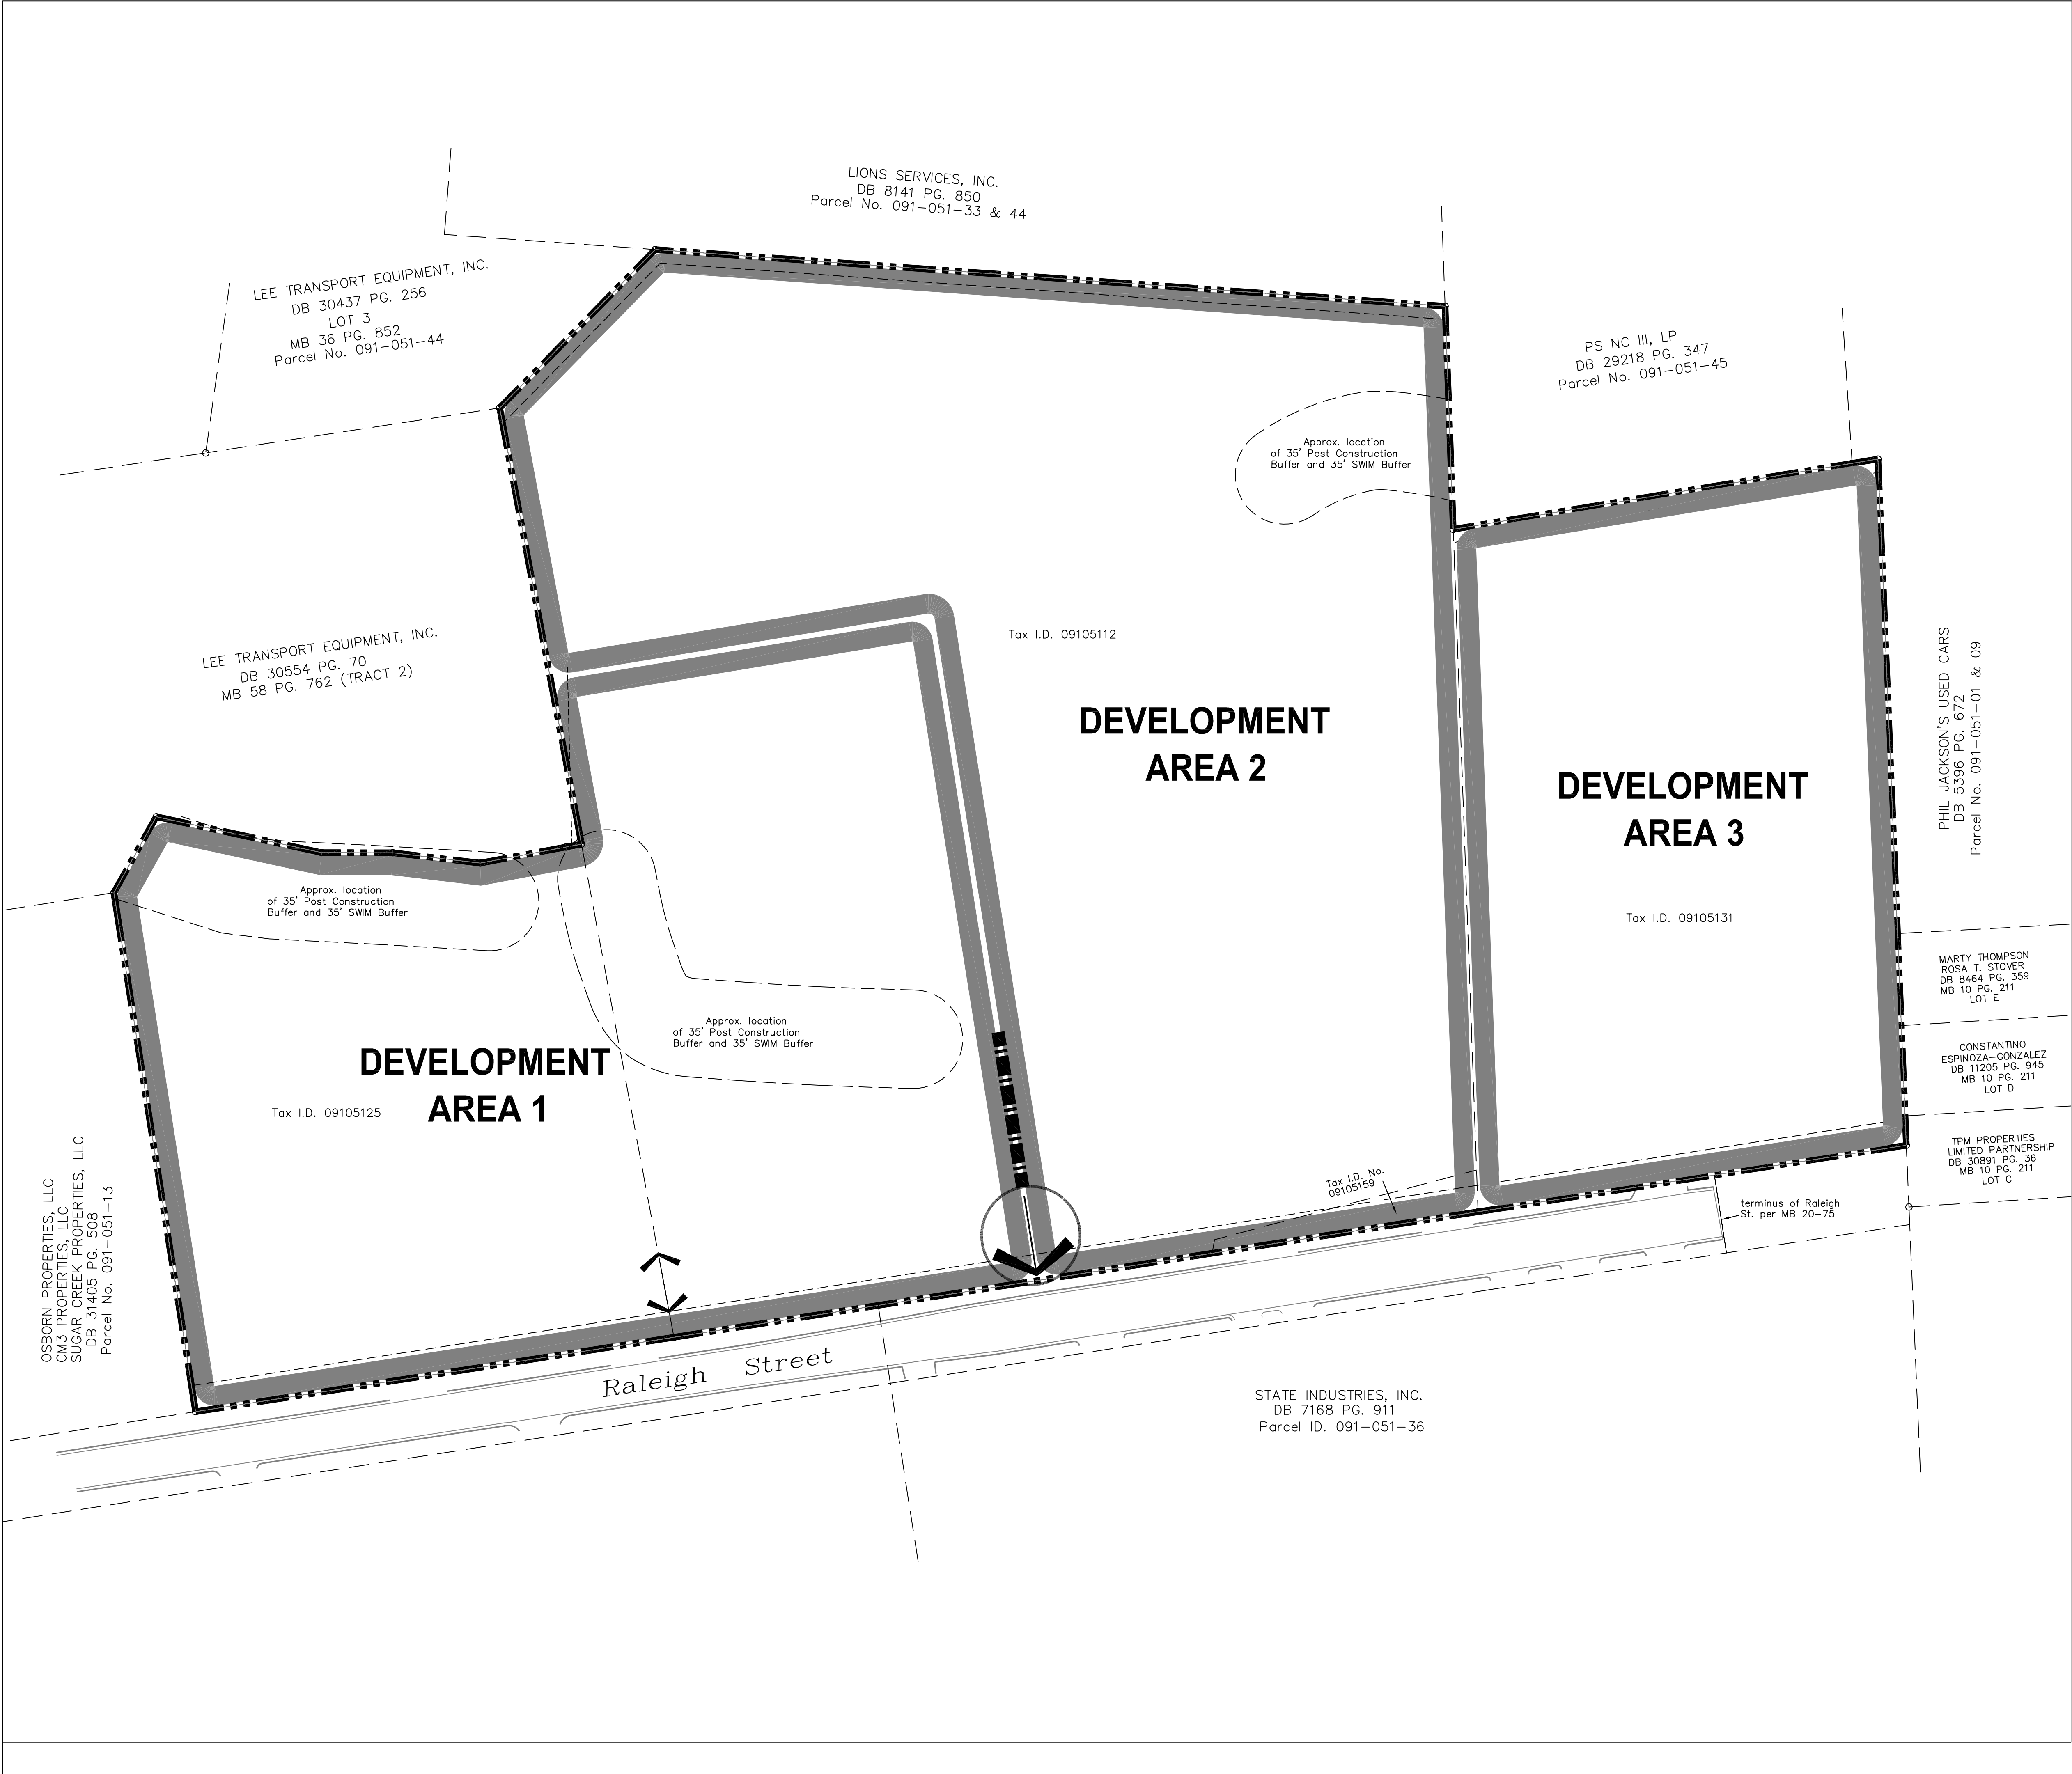 LIONS SERVICES, INC.
DB 8141 PG. 850
Parcel No. 091-051-33 & 44
LEE TRANSPORT EQUIPMENT, INC.
DB 30437 PG. 256
LOT 3
MB 36 PG. 852
Parcel No. 091-051-44
PS NC III, LP
DB 29218 PG. 347
Parcel No. 091-051-45
Approx. location
of 35' Post Construction
Buffer and 35' SWIM Buffer
LEE TRANSPORT EQUIPMENT, INC.
DB 30554 PG. 70
MB 58 PG. 762 (TRACT 2)
Tax I.D. 09105112
DEVELOPMENT
AREA 2
DEVELOPMENT
AREA 3
Tax I.D. 09105131
PHIL JACKSON'S USED CARS
DB 5396 PG. 672
Parcel No. 091-051-01 & 09
Approx. location
of 35' Post Construction
Buffer and 35' SWIM Buffer
MARTY THOMPSON
ROSA T. STOVER
DB 8464 PG. 359
MB 10 PG. 211
LOT E
Approx. location
of 35' Post Construction
Buffer and 35' SWIM Buffer
DEVELOPMENT
AREA 1
Tax I.D. 09105125
CONSTANTINO
ESPINOZA-GONZALEZ
DB 11205 PG. 945
MB 10 PG. 211
LOT D
TPM PROPERTIES
LIMITED PARTNERSHIP
DB 30891 PG. 36
MB 10 PG. 211
LOT C
OSBORN PROPERTIES, LLC
CM3 PROPERTIES, LLC
SUGAR CREEK PROPERTIES, LLC
DB 31405 PG. 508
Parcel No. 091-051-13
Tax I.D. No.
09105159
terminus of Raleigh
St. per MB 20-75
Raleigh Street
STATE INDUSTRIES, INC.
DB 7168 PG. 911
Parcel ID. 091-051-36